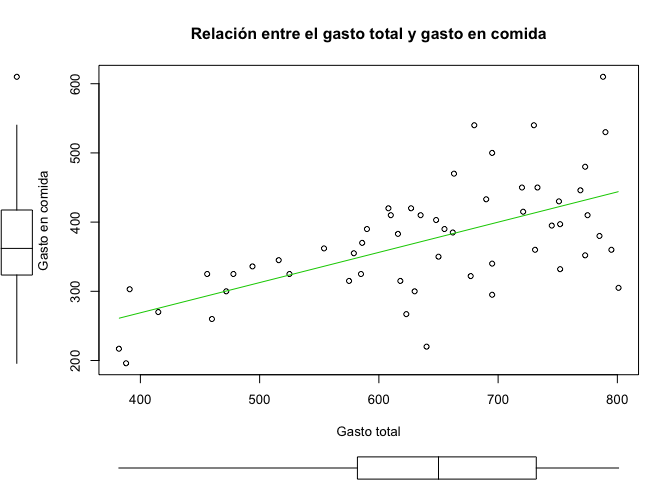 Relación entre el gasto total y gasto en comida
600
500
400
300
200
Gasto en comida
400 500 600 700 800
Gasto total